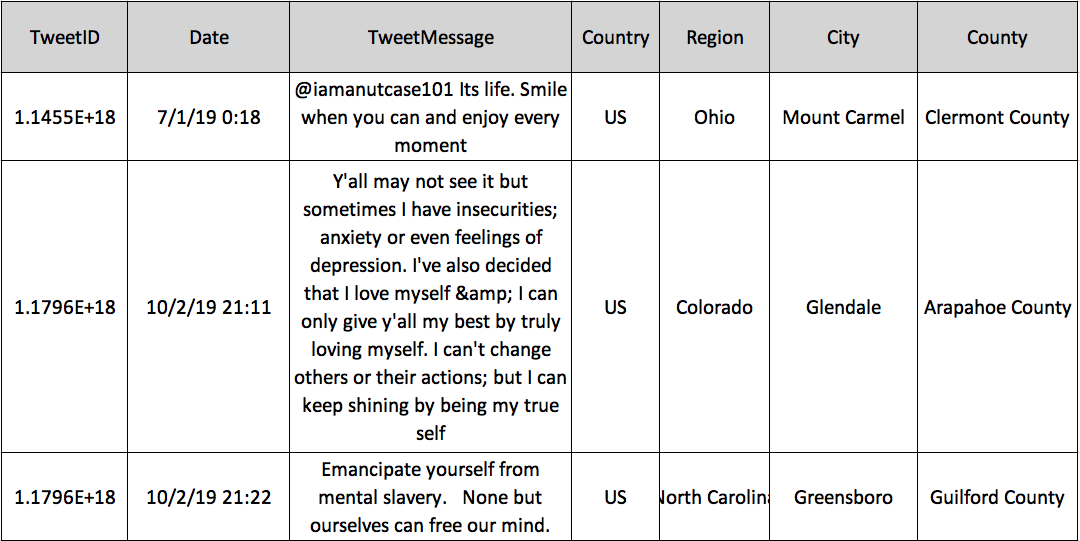 TweetID Date TweetMessage Country Region City County
@iamanutcase101 Its life. Smile
1.1455E+18 7/1/19 0:18 when you can and enjoy every US Ohio Mount Carmel Clermont County
moment
Y'all may not see it but
sometimes I have insecurities;
anxiety or even feelings of
depression. I've also decided
that I love myself &amp; I can
1.1796E+18 10/2/19 21:11 only give y'all my best by truly US Colorado Glendale Arapahoe County
loving myself. I can't change
others or their actions; but I can
keep shining by being my true
self
Emancipate yourself from
1.1796E+18 10/2/19 21:22 mental slavery.   None but US North Carolina Greensboro Guilford County
ourselves can free our mind.